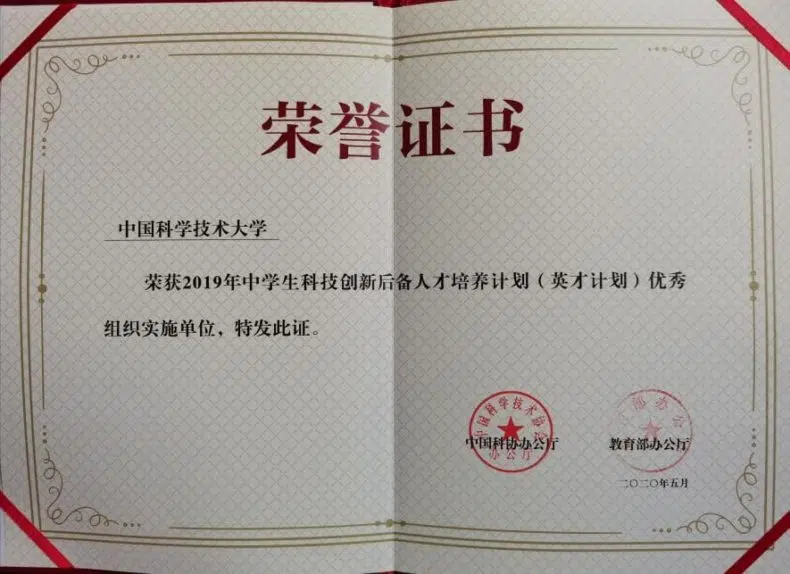 荣誉证书
中国科学技术大学
荣获2019年中学生科技创新后备人才培养计划（英才计划）优秀
组织实施单位，特发此证。
中国科学技术协会
中国科协办公厅
办公厅
部办公
教育部办公厅
二〇二〇年五月